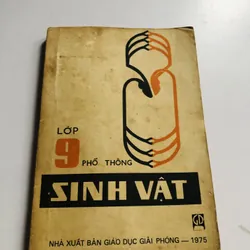 LỚP
9 PHỔ THÔNG
SINH VẬT
NHÀ XUẤT BẢN GIÁO DỤC GIẢI PHÓNG — 1975